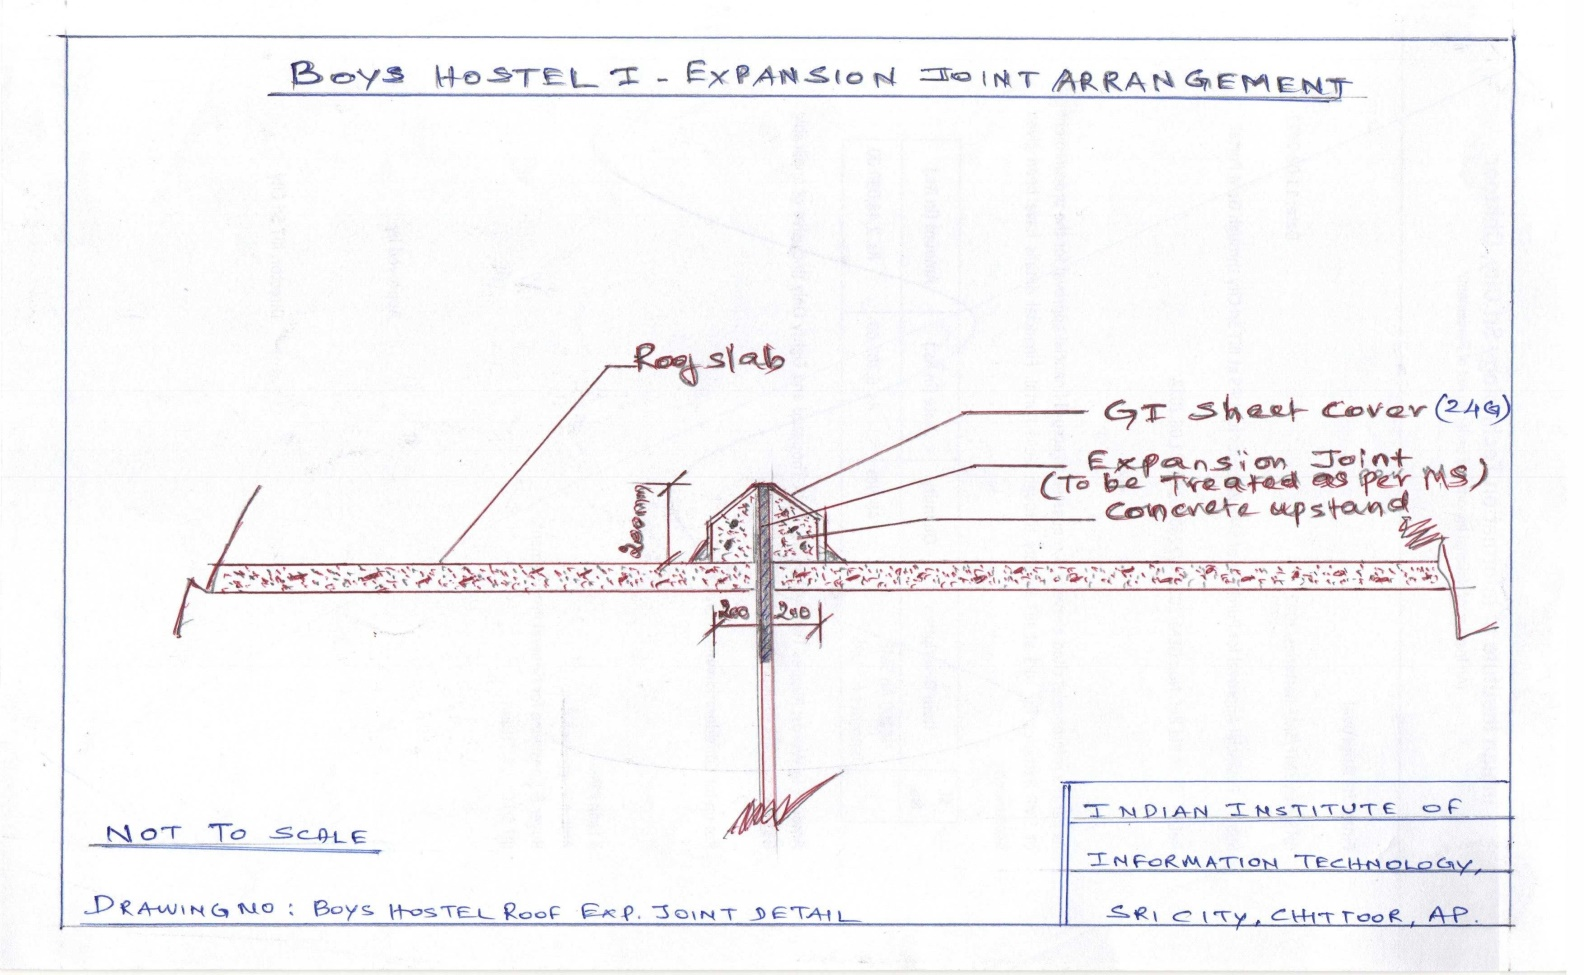 BOYS HOSTEL I - EXPANSION JOINT ARRANGEMENT
Roof slab
GI Sheet cover (24G)
Expansion Joint
(To be Treated as per MS)
Concrete upstand
200mm
200 200
NOT TO SCALE
DRAWING NO: BOYS HOSTEL ROOF EXP. JOINT DETAIL
INDIAN INSTITUTE OF
INFORMATION TECHNOLOGY,
SRI CITY, CHITTOOR, AP.